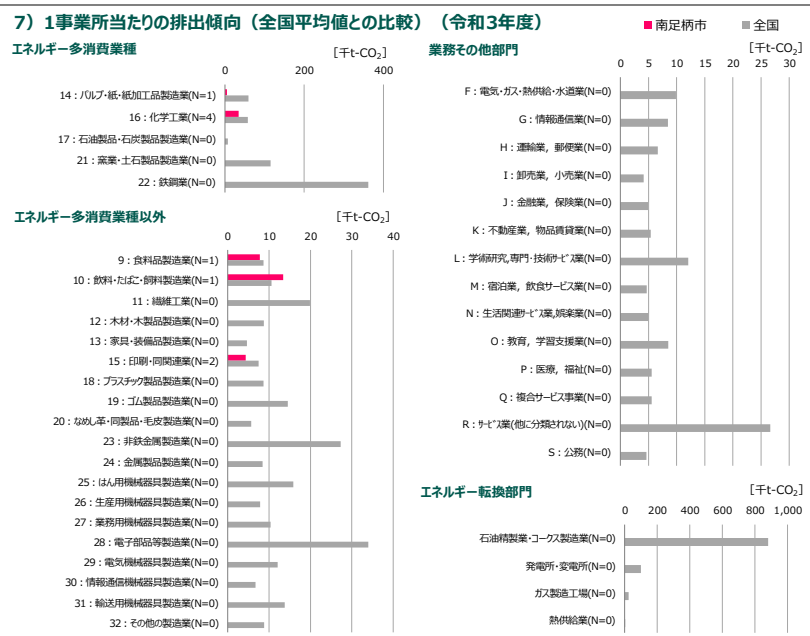 7）1事業所当たりの排出傾向（全国平均値との比較）（令和3年度）
■南足柄市 ■全国
エネルギー多消費業種
[千t-CO₂]
0 200 400
14：パルプ・紙・紙加工品製造業(N=1)
16：化学工業(N=4)
17：石油製品・石炭製品製造業(N=0)
21：窯業・土石製品製造業(N=0)
22：鉄鋼業(N=0)
エネルギー多消費業種以外
[千t-CO₂]
0 10 20 30 40
9：食料品製造業(N=1)
10：飲料・たばこ・飼料製造業(N=1)
11：繊維工業(N=0)
12：木材・木製品製造業(N=0)
13：家具・装備品製造業(N=0)
15：印刷・同関連業(N=2)
18：プラスチック製品製造業(N=0)
19：ゴム製品製造業(N=0)
20：なめし革・同製品・毛皮製造業(N=0)
23：非鉄金属製造業(N=0)
24：金属製品製造業(N=0)
25：はん用機械器具製造業(N=0)
26：生産用機械器具製造業(N=0)
27：業務用機械器具製造業(N=0)
28：電子部品等製造業(N=0)
29：電気機械器具製造業(N=0)
30：情報通信機械器具製造業(N=0)
31：輸送用機械器具製造業(N=0)
32：その他の製造業(N=0)
業務その他部門
[千t-CO₂]
0 5 10 15 20 25 30
F：電気・ガス・熱供給・水道業(N=0)
G：情報通信業(N=0)
H：運輸業，郵便業(N=0)
I：卸売業，小売業(N=0)
J：金融業，保険業(N=0)
K：不動産業，物品賃貸業(N=0)
L：学術研究,専門・技術ｻｰﾋﾞｽ業(N=0)
M：宿泊業，飲食サービス業(N=0)
N：生活関連ｻｰﾋﾞｽ業,娯楽業(N=0)
O：教育，学習支援業(N=0)
P：医療，福祉(N=0)
Q：複合サービス事業(N=0)
R：ｻｰﾋﾞｽ業(他に分類されない)(N=0)
S：公務(N=0)
エネルギー転換部門
[千t-CO₂]
0 200 400 600 800 1,000
石油精製業・コークス製造業(N=0)
発電所・変電所(N=0)
ガス製造工場(N=0)
熱供給業(N=0)